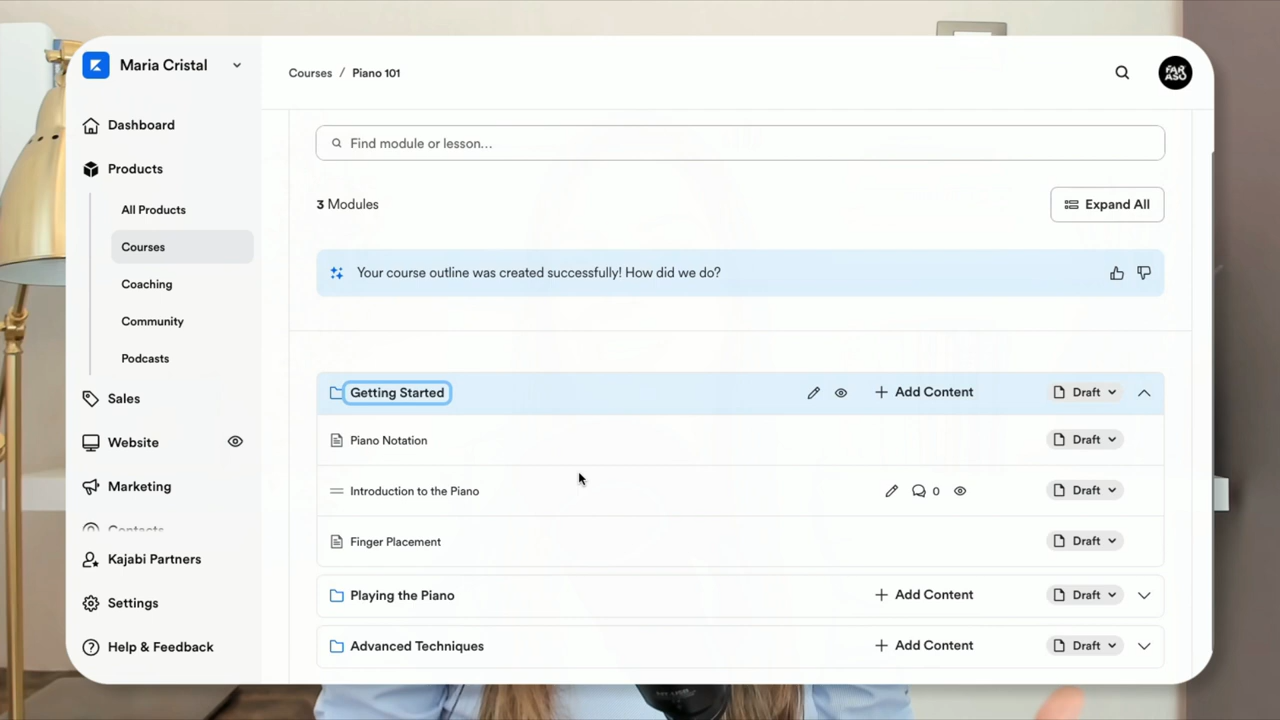 Maria Cristal
Courses / Piano 101
FAR
ASU
Dashboard
Products
All Products
Courses
Coaching
Community
Podcasts
Sales
Website
Marketing
Contacts
Kajabi Partners
Settings
Help & Feedback
Find module or lesson...
3 Modules
Expand All
Your course outline was created successfully! How did we do?
Getting Started
Add Content
Draft
Piano Notation
Draft
Introduction to the Piano
0
Draft
Finger Placement
Draft
Playing the Piano
Add Content
Draft
Advanced Techniques
Add Content
Draft